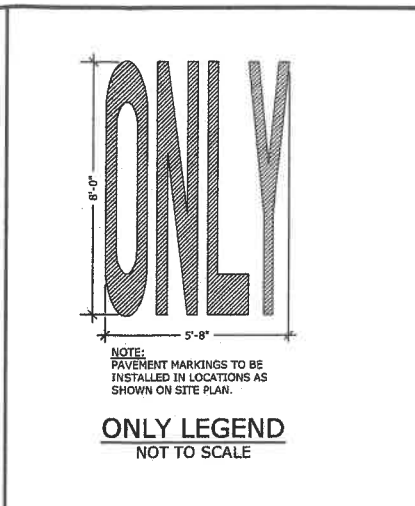 ONLY
8'-0"
5'-8"
NOTE:
PAVEMENT MARKINGS TO BE
INSTALLED IN LOCATIONS AS
SHOWN ON SITE PLAN.
ONLY LEGEND
NOT TO SCALE